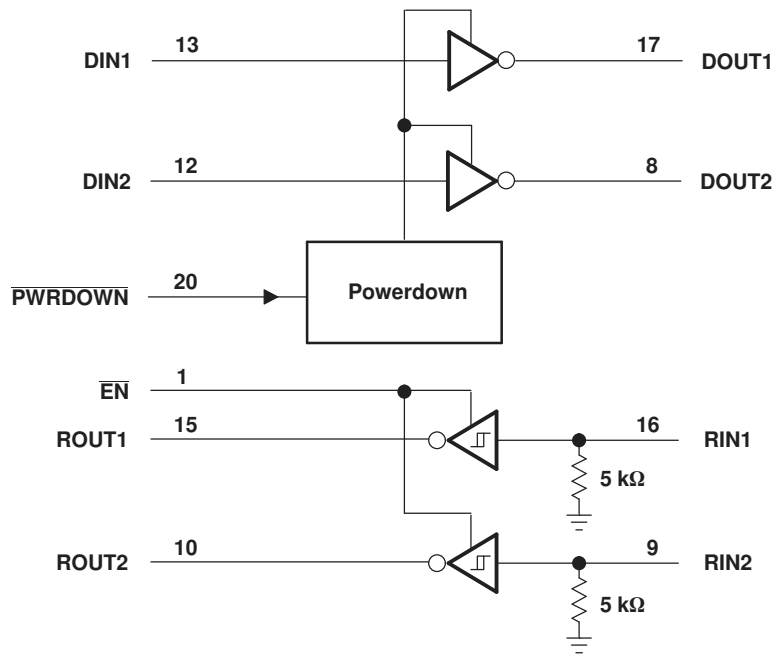 DIN1 13 17 DOUT1
DIN2 12 8 DOUT2
PWRDOWN 20 Powerdown
EN 1
ROUT1 15 16 RIN1
5 kΩ
ROUT2 10 9 RIN2
5 kΩ